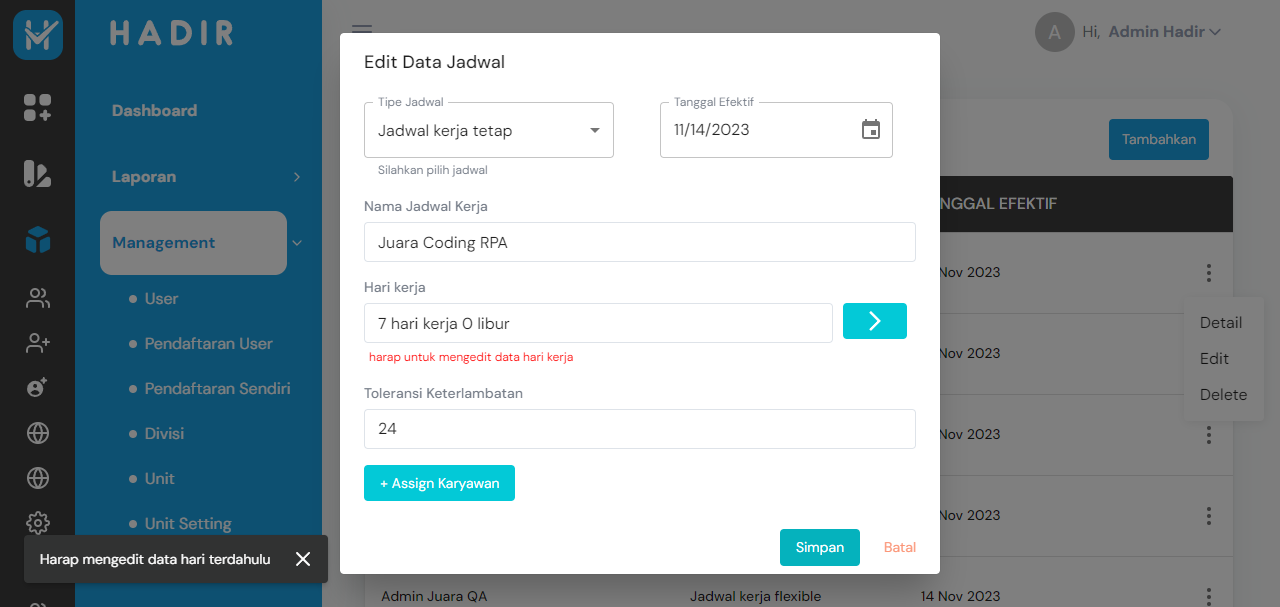 HADIR
A Hi, Admin Hadir
Dashboard
Laporan
Management
User
Pendaftaran User
Pendaftaran Sendiri
Divisi
Unit
Unit Setting
Harap mengedit data hari terdahulu
Edit Data Jadwal
Tipe Jadwal
Jadwal kerja tetap
Silahkan pilih jadwal
Tanggal Efektif
11/14/2023
Nama Jadwal Kerja
Juara Coding RPA
Hari kerja
7 hari kerja 0 libur
harap untuk mengedit data hari kerja
Toleransi Keterlambatan
24
+ Assign Karyawan
Simpan
Batal
Tambahkan
NGGAL EFEKTIF
Nov 2023
Nov 2023
Nov 2023
Nov 2023
Detail
Edit
Delete
Admin Juara QA Jadwal kerja flexible 14 Nov 2023